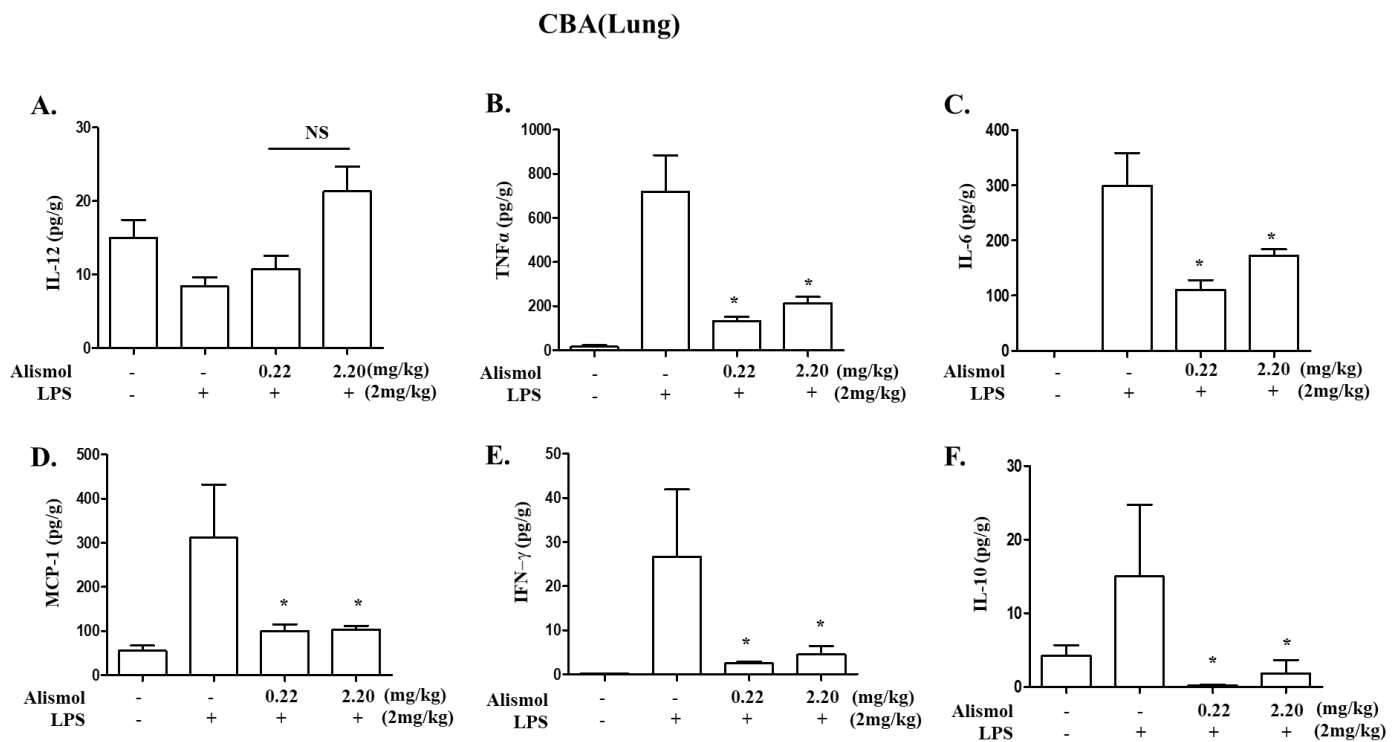 CBA(Lung)
A.
30
20
10
0
IL-12 (pg/g)
NS
Alismol - - 0.22 2.20(mg/kg)
LPS - + + + (2mg/kg)
B.
1000
800
600
400
200
0
TNFα (pg/g)
* *
Alismol - - 0.22 2.20 (mg/kg)
LPS - + + + (2mg/kg)
C.
400
300
200
100
0
IL-6 (pg/g)
* *
Alismol - - 0.22 2.20 (mg/kg)
LPS - + + + (2mg/kg)
D.
500
400
300
200
100
0
MCP-1 (pg/g)
* *
Alismol - - 0.22 2.20 (mg/kg)
LPS - + + + (2mg/kg)
E.
50
40
30
20
10
0
IFN–γ (pg/g)
* *
Alismol - - 0.22 2.20 (mg/kg)
LPS - + + + (2mg/kg)
F.
30
20
10
0
IL-10 (pg/g)
* *
Alismol - - 0.22 2.20 (mg/kg)
LPS - + + + (2mg/kg)